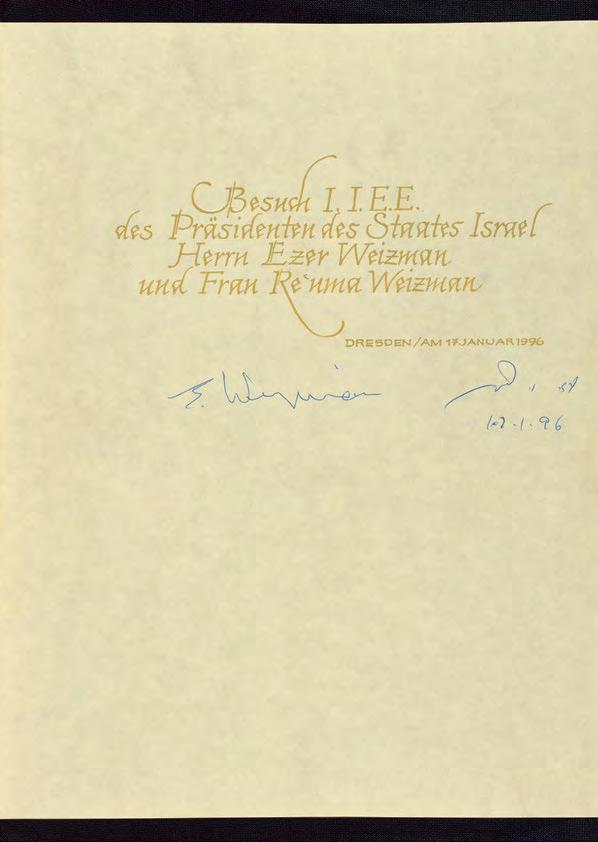 Besuch I. I. E. E.
des Präsidenten des Staates Israel
Herrn Ezer Weizman
und Frau Re'uma Weizman
DRESDEN/AM 17. JANUAR 1996
E. Weizman
17.1.96